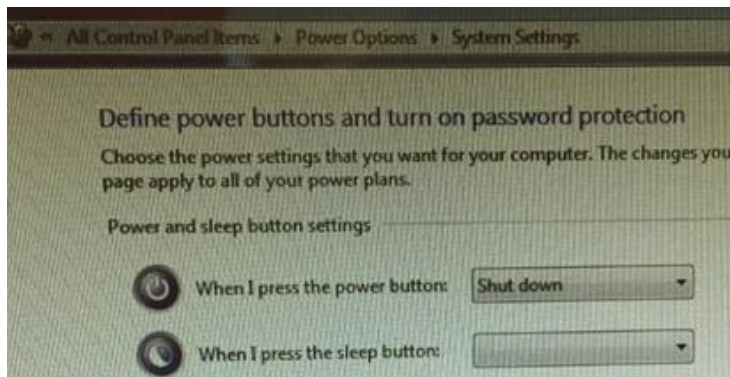 « All Control Panel Items ▸ Power Options ▸ System Settings
Define power buttons and turn on password protection
Choose the power settings that you want for your computer. The changes you
page apply to all of your power plans.
Power and sleep button settings
When I press the power button: Shut down
When I press the sleep button: